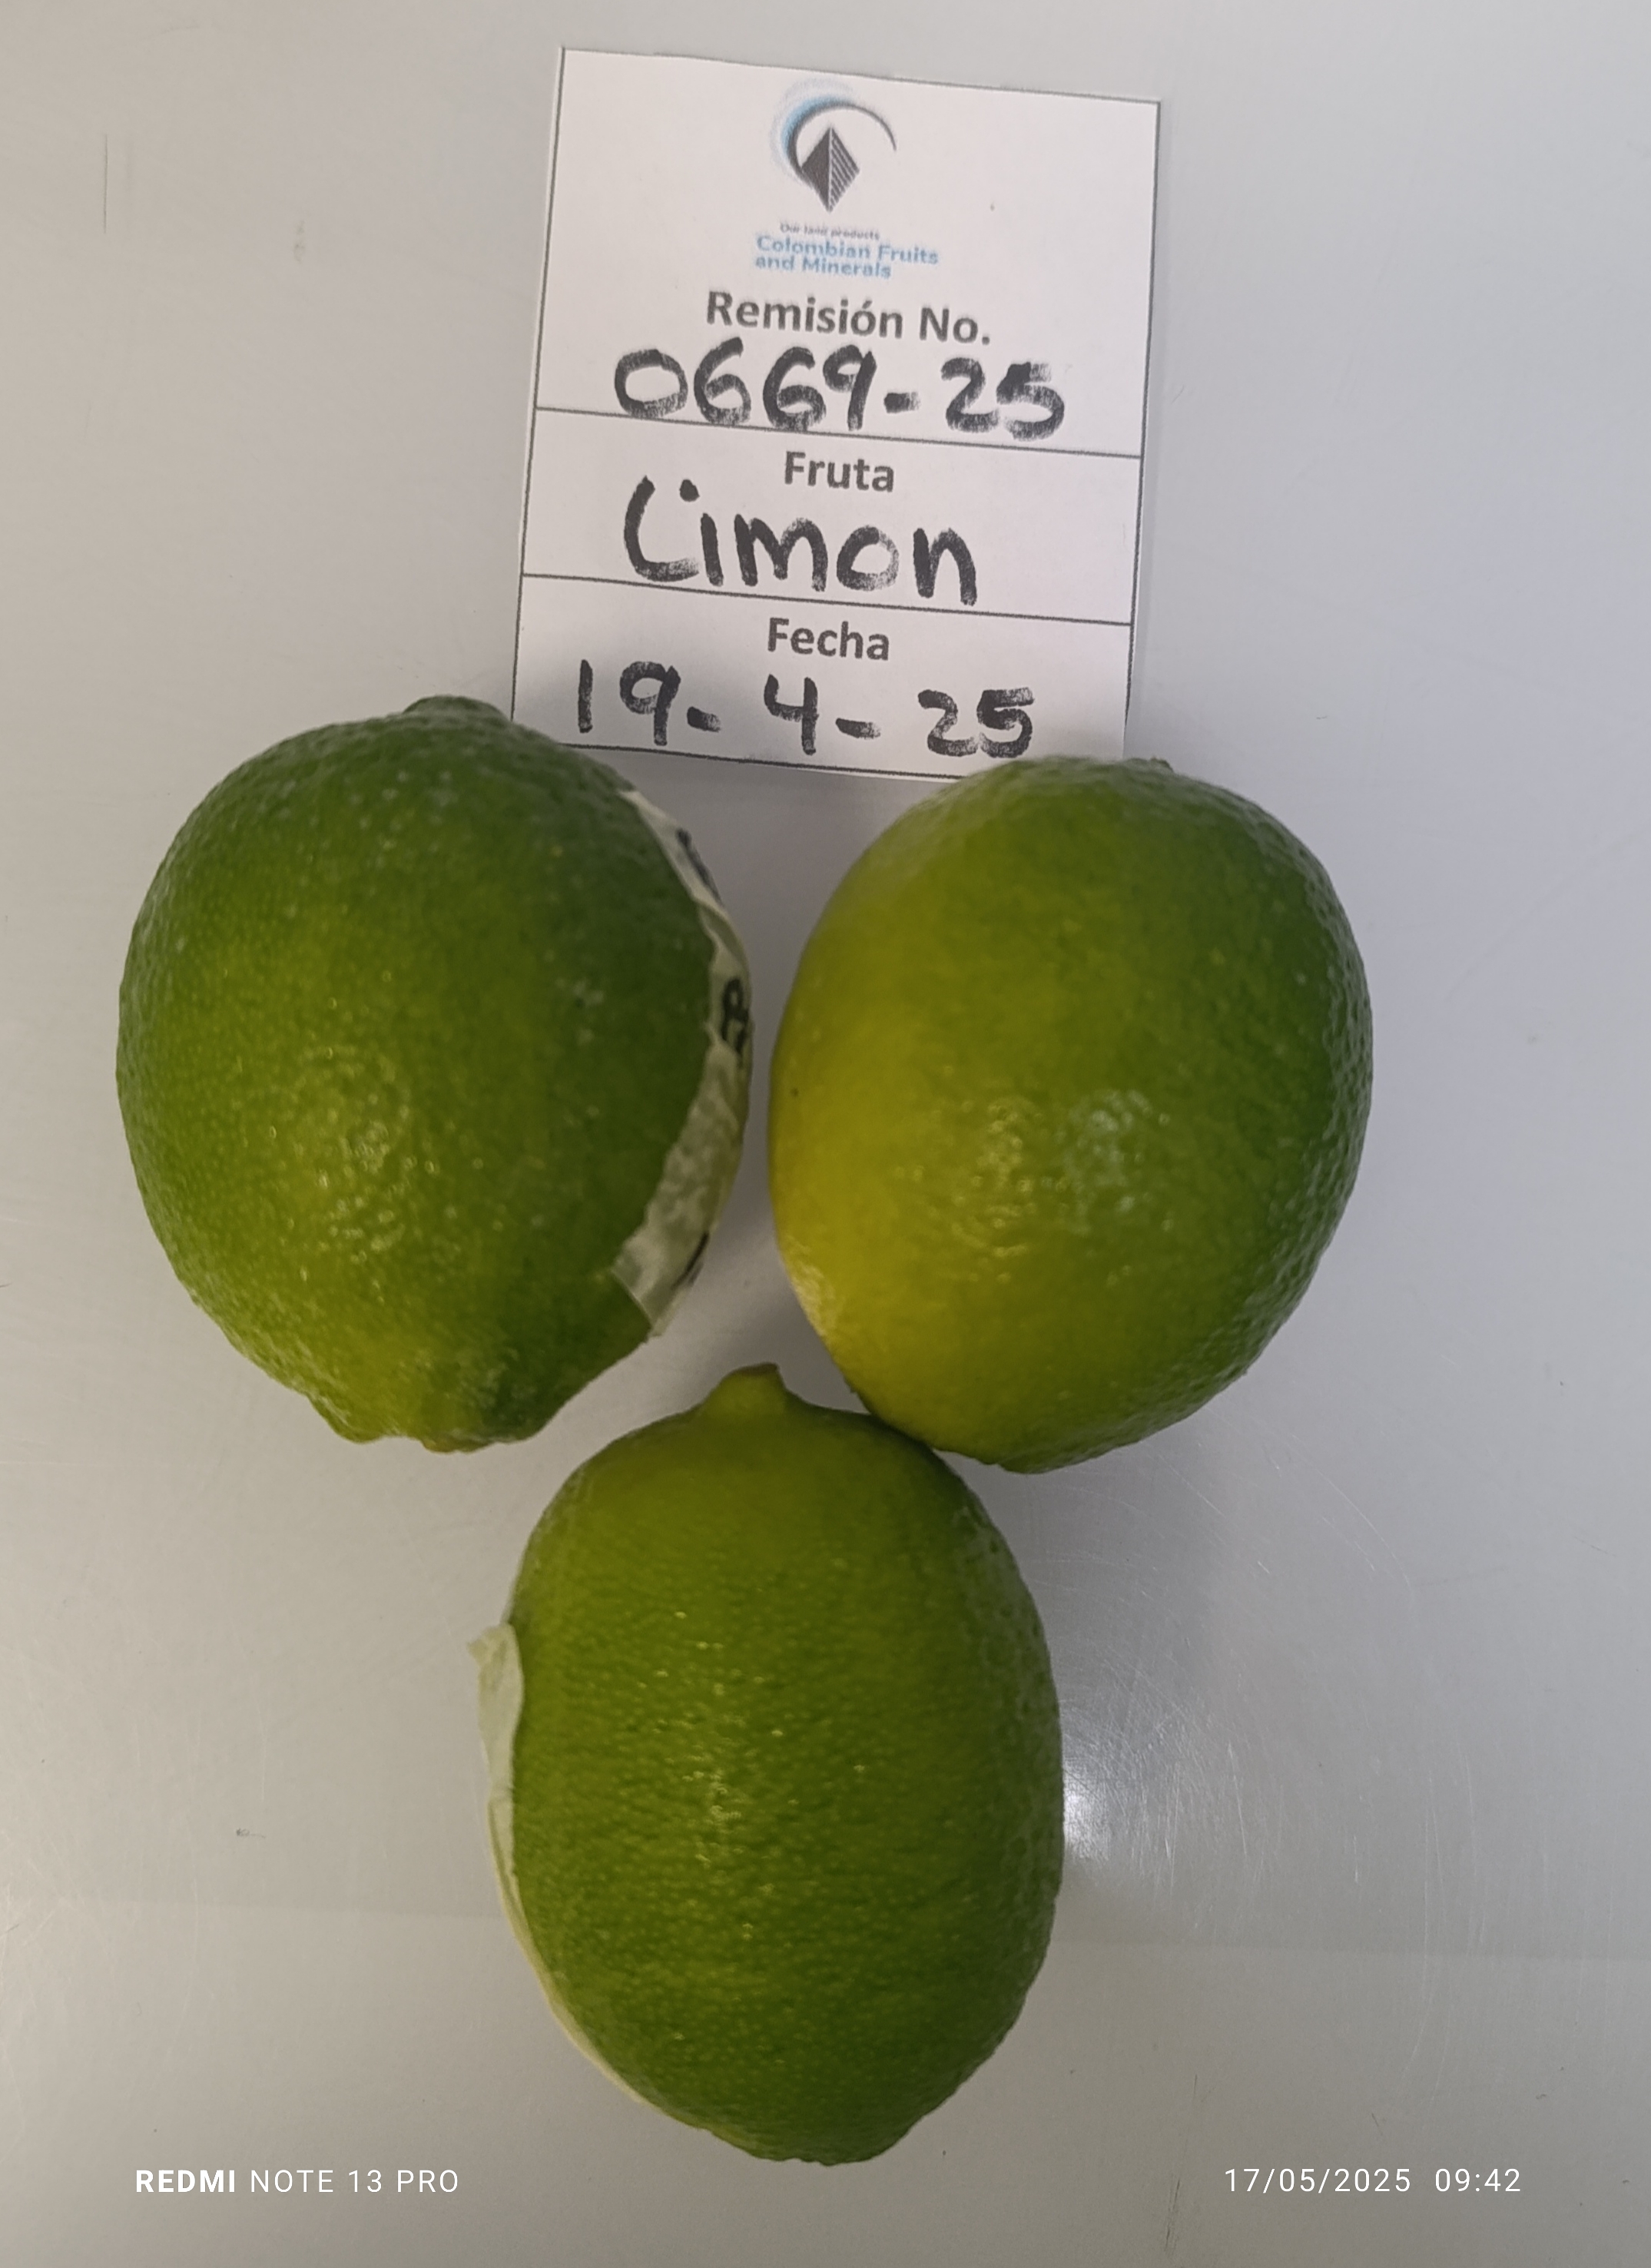 Our land products
Colombian Fruits
and Minerals
Remisión No.
0669-25
Fruta
Limon
Fecha
19-4-25
REDMI NOTE 13 PRO
17/05/2025 09:42